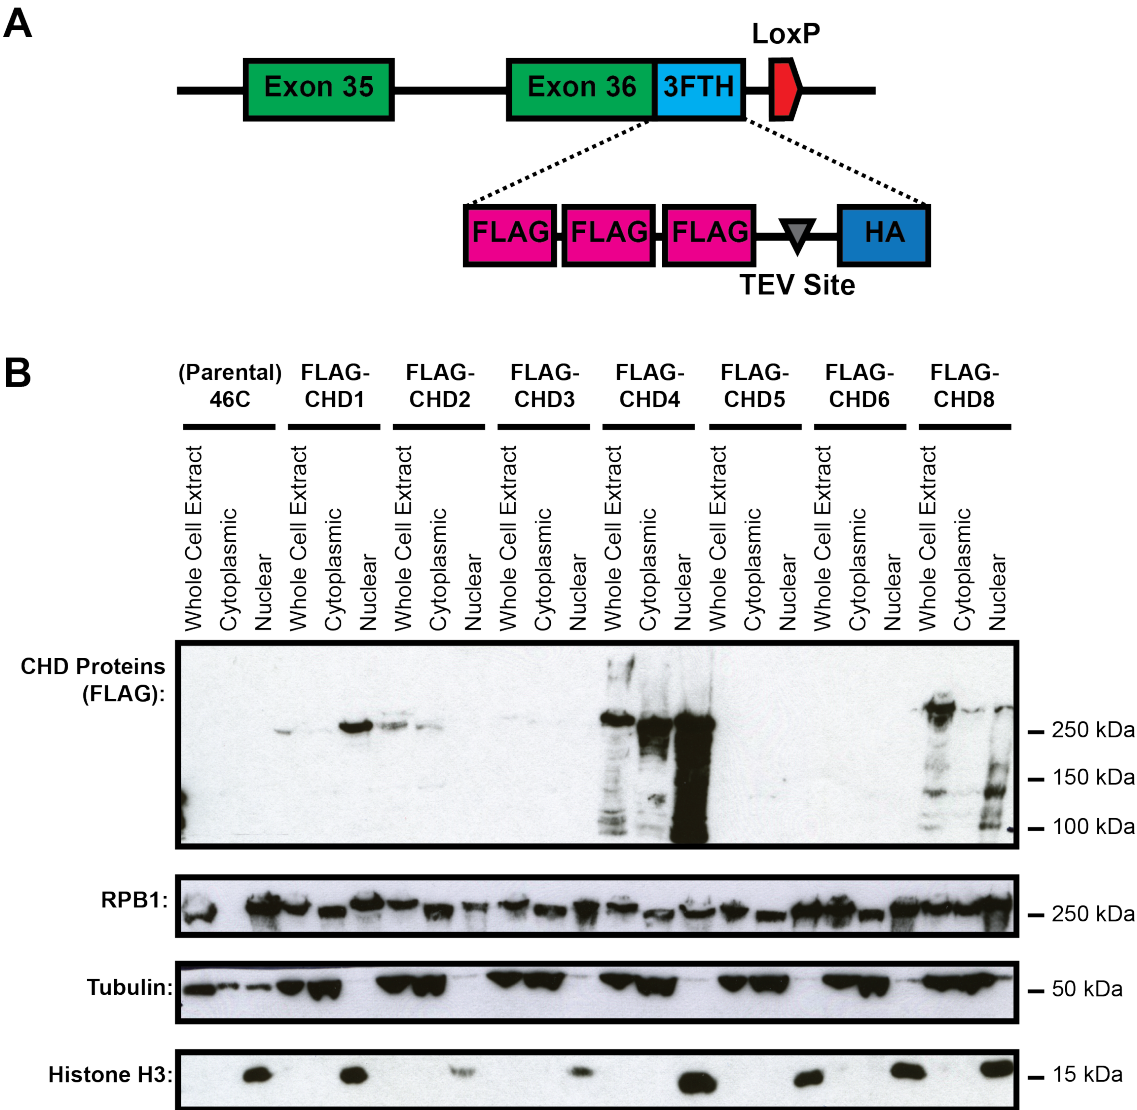 A
LoxP
Exon 35
Exon 36
3FTH
FLAG
FLAG
FLAG
HA
TEV Site
B
(Parental) 46C
FLAG-CHD1
FLAG-CHD2
FLAG-CHD3
FLAG-CHD4
FLAG-CHD5
FLAG-CHD6
FLAG-CHD8
Whole Cell Extract
Cytoplasmic
Nuclear
Whole Cell Extract
Cytoplasmic
Nuclear
Whole Cell Extract
Cytoplasmic
Nuclear
Whole Cell Extract
Cytoplasmic
Nuclear
Whole Cell Extract
Cytoplasmic
Nuclear
Whole Cell Extract
Cytoplasmic
Nuclear
Whole Cell Extract
Cytoplasmic
Nuclear
Whole Cell Extract
Cytoplasmic
Nuclear
CHD Proteins
(FLAG):
250 kDa
150 kDa
100 kDa
RPB1:
250 kDa
Tubulin:
50 kDa
Histone H3:
15 kDa